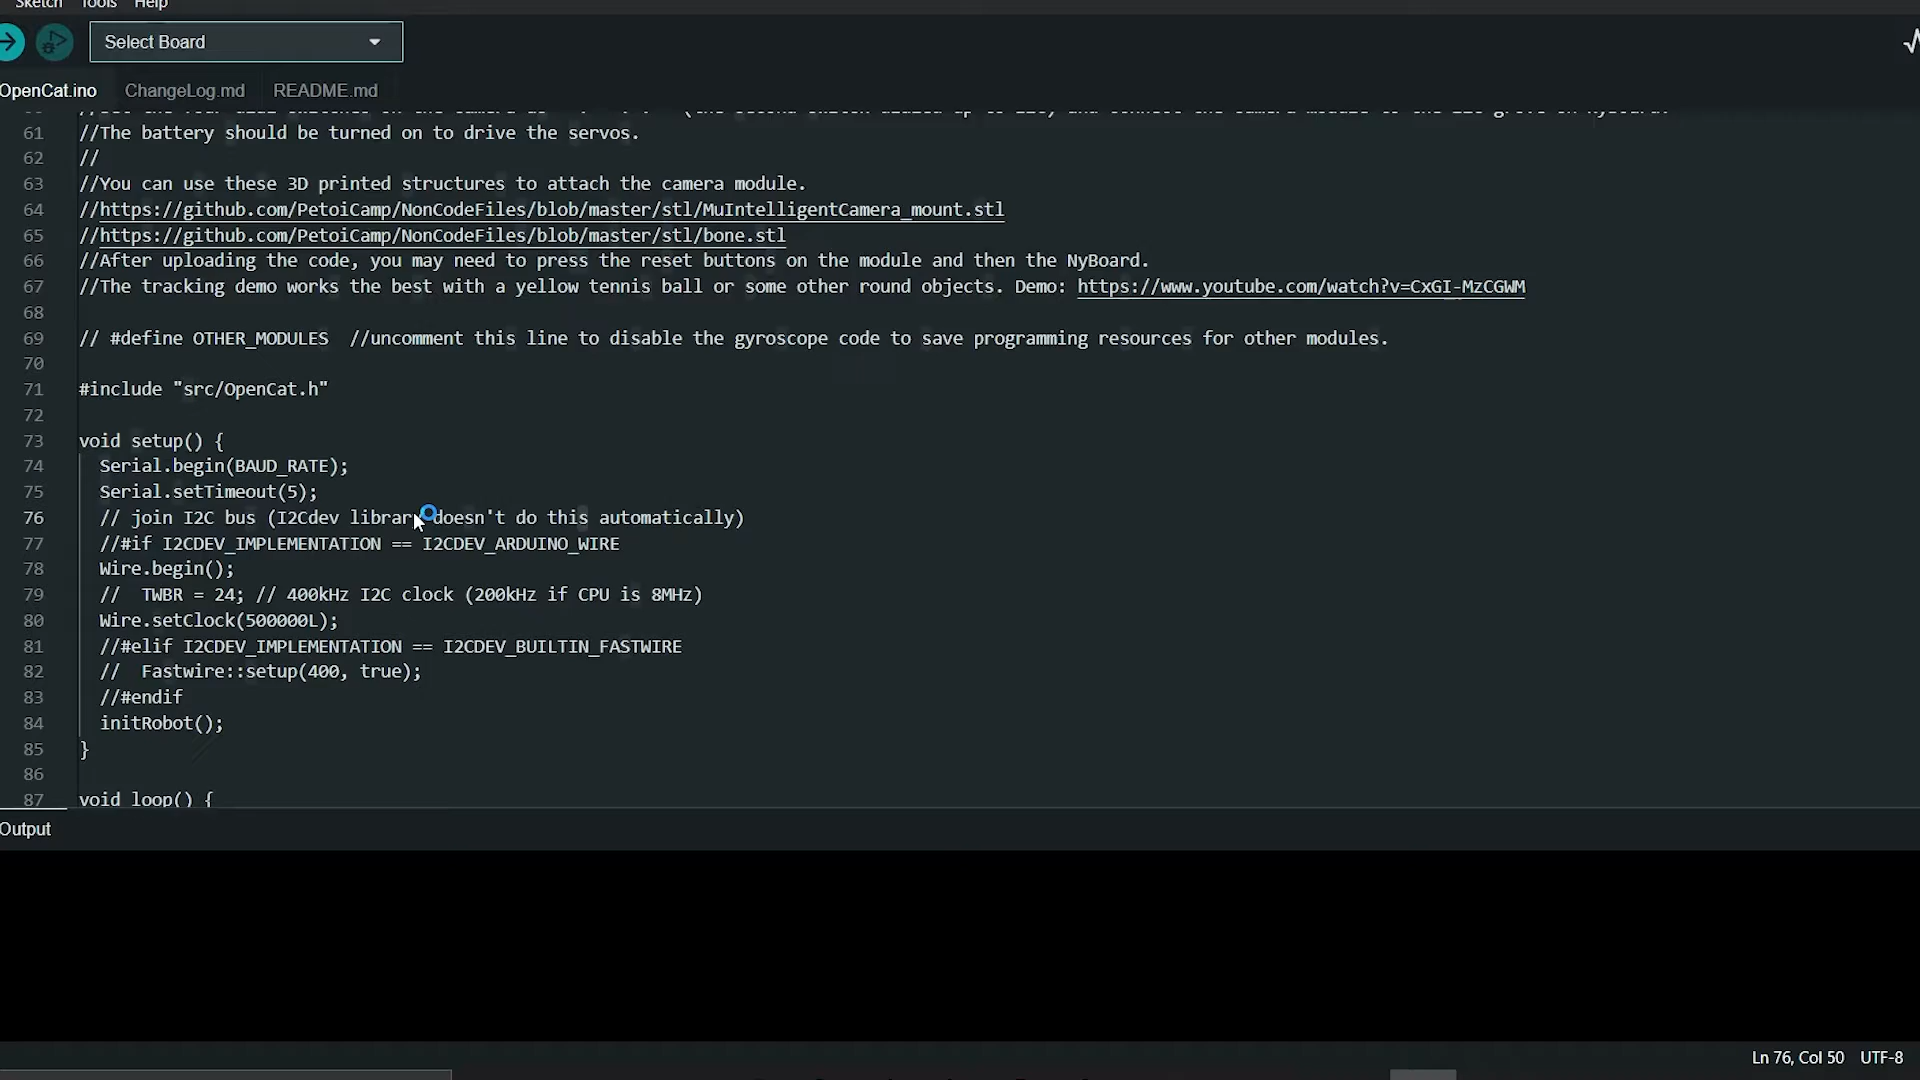 Sketch Tools Help
Select Board
OpenCat.ino ChangeLog.md README.md
61 //The battery should be turned on to drive the servos.
62 //
63 //You can use these 3D printed structures to attach the camera module.
64 //https://github.com/PetoiCamp/NonCodeFiles/blob/master/stl/MuIntelligentCamera_mount.stl
65 //https://github.com/PetoiCamp/NonCodeFiles/blob/master/stl/bone.stl
66 //After uploading the code, you may need to press the reset buttons on the module and then the NyBoard.
67 //The tracking demo works the best with a yellow tennis ball or some other round objects. Demo: https://www.youtube.com/watch?v=CxGI-MzCGWM
68
69 // #define OTHER_MODULES //uncomment this line to disable the gyroscope code to save programming resources for other modules.
70
71 #include "src/OpenCat.h"
72
73 void setup() {
74 Serial.begin(BAUD_RATE);
75 Serial.setTimeout(5);
76 // join I2C bus (I2Cdev library doesn't do this automatically)
77 //#if I2CDEV_IMPLEMENTATION == I2CDEV_ARDUINO_WIRE
78 Wire.begin();
79 // TWBR = 24; // 400kHz I2C clock (200kHz if CPU is 8MHz)
80 Wire.setClock(500000L);
81 //#elif I2CDEV_IMPLEMENTATION == I2CDEV_BUILTIN_FASTWIRE
82 // Fastwire::setup(400, true);
83 //#endif
84 initRobot();
85 }
86
87 void loop() {
Output
Ln 76, Col 50 UTF-8